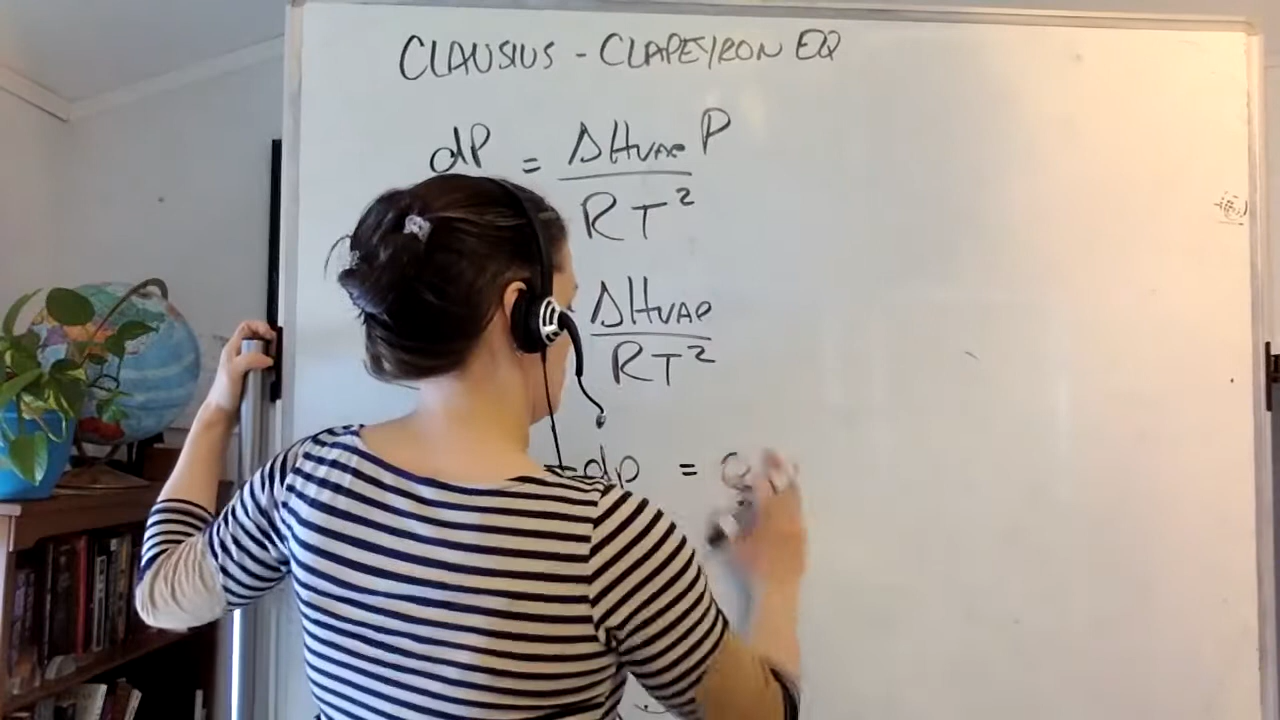 CLAUSIUS - CLAPEYRON EQ
dP = ΔHVAP P
RT²
ΔHVAP
RT²
dp =